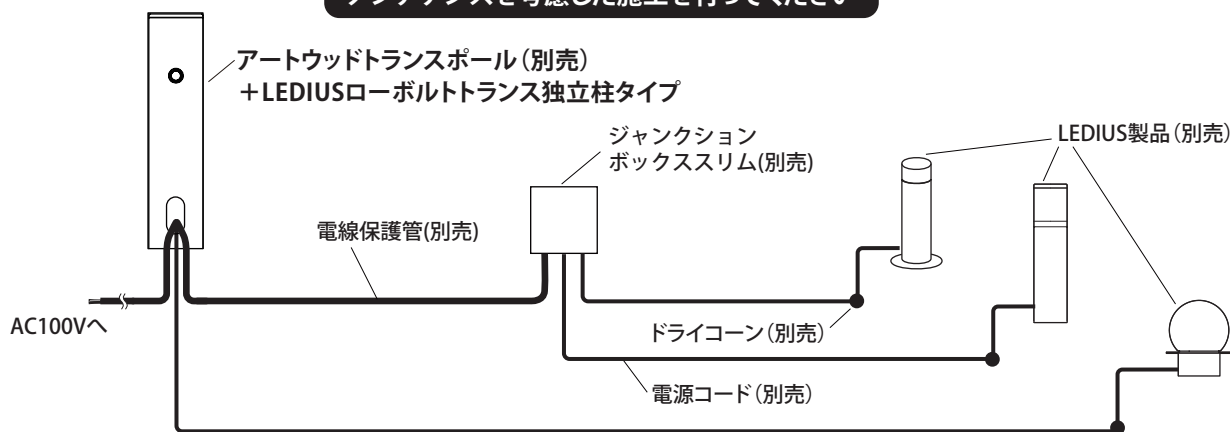 アートウッドトランスポール（別売）
＋LEDIUSローボルトトランス独立柱タイプ
ジャンクション
ボックススリム(別売)
LEDIUS製品（別売）
電線保護管(別売)
AC100Vへ
ドライコーン（別売）
電源コード（別売）